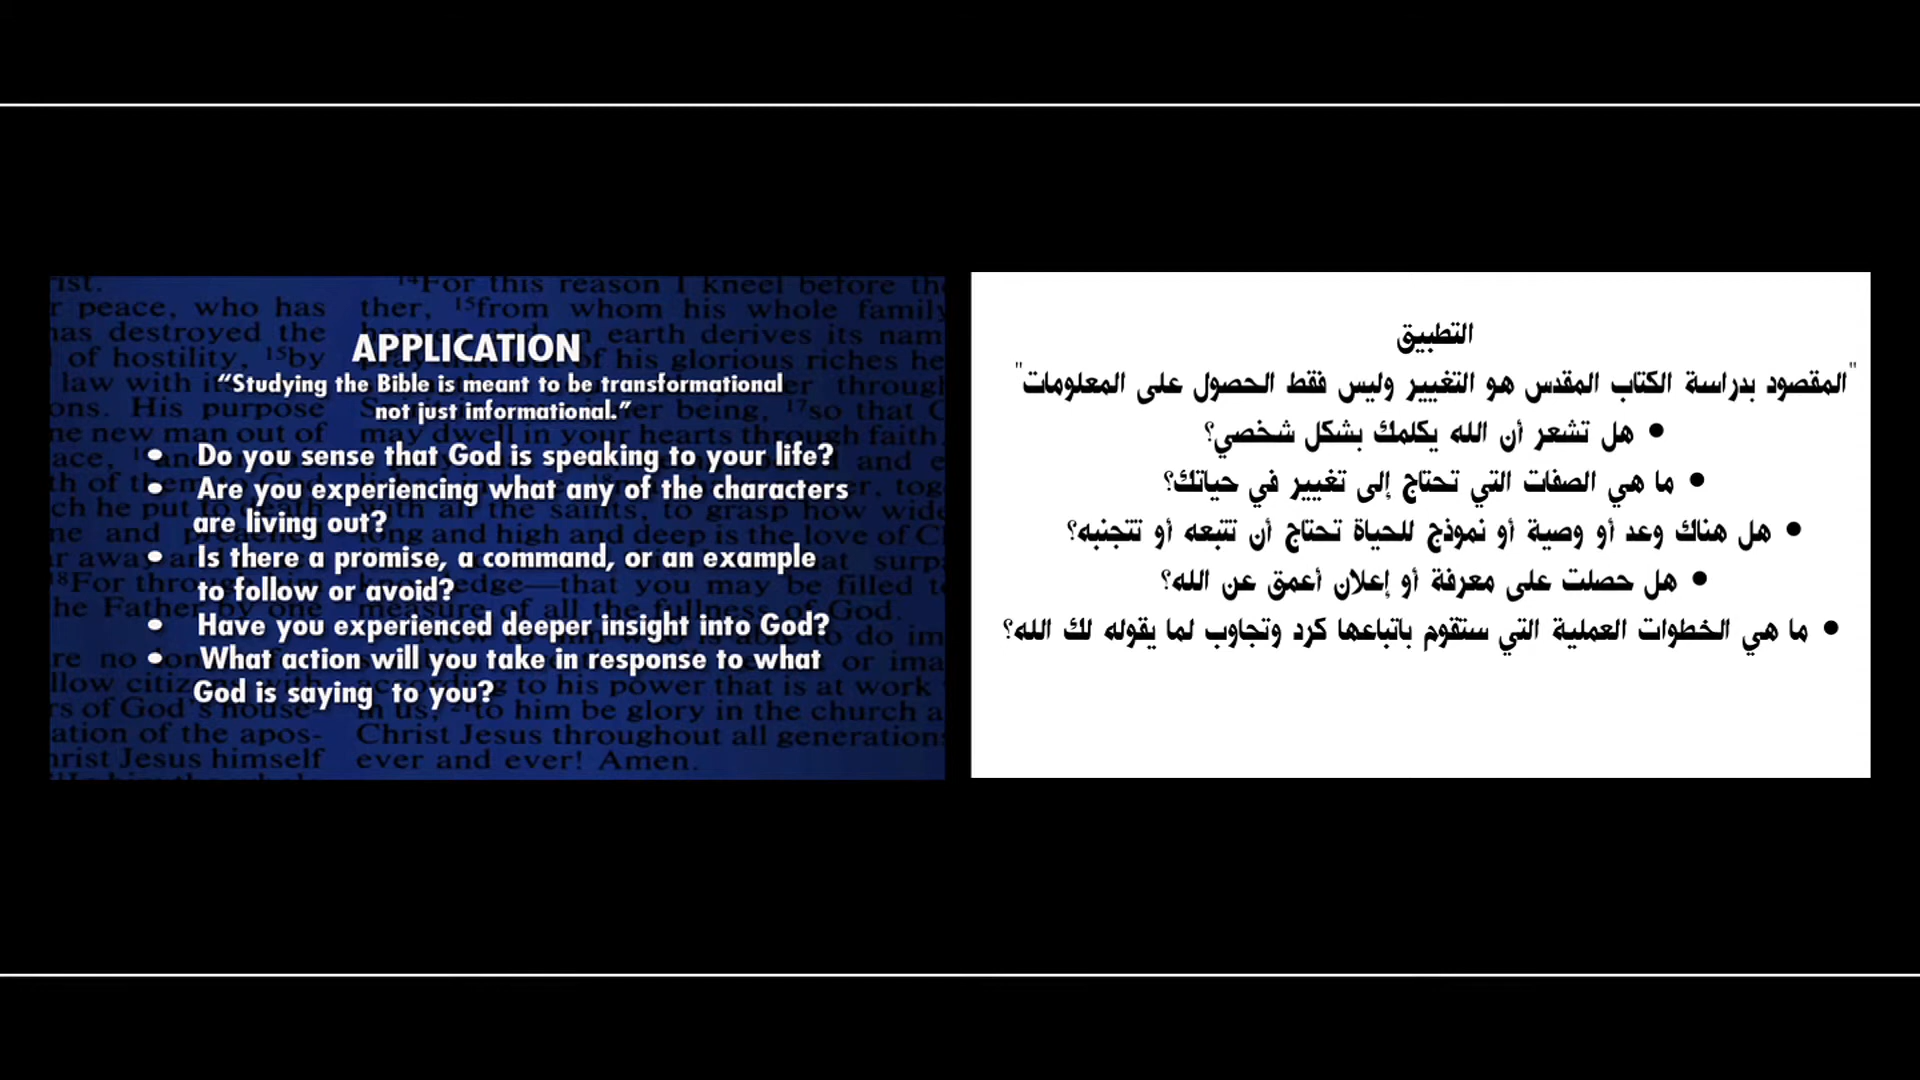 APPLICATION
“Studying the Bible is meant to be transformational
not just informational.”
• Do you sense that God is speaking to your life?
• Are you experiencing what any of the characters
are living out?
• Is there a promise, a command, or an example
to follow or avoid?
• Have you experienced deeper insight into God?
• What action will you take in response to what
God is saying to you?
التطبيق
"المقصود بدراسة الكتاب المقدس هو التغيير وليس فقط الحصول على المعلومات"
• هل تشعر أن الله يكلمك بشكل شخصي؟
• ما هي الصفات التي تحتاج إلى تغيير في حياتك؟
• هل هناك وعد أو وصية أو نموذج للحياة تحتاج أن تتبعه أو تتجنبه؟
• هل حصلت على معرفة أو إعلان أعمق عن الله؟
• ما هي الخطوات العملية التي ستقوم باتباعها كرد وتجاوب لما يقوله لك الله؟